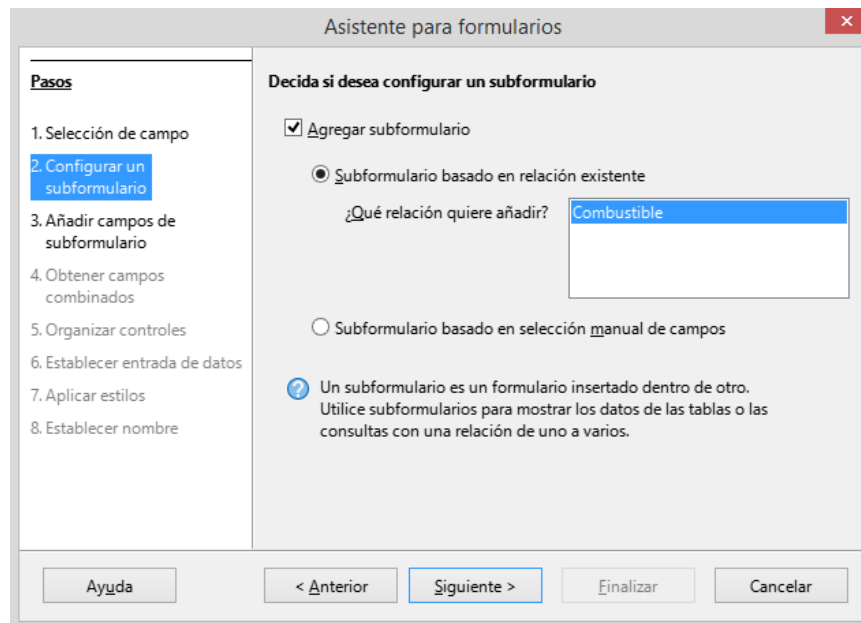 Asistente para formularios
Pasos
1. Selección de campo
2. Configurar un
subformulario
3. Añadir campos de
subformulario
4. Obtener campos
combinados
5. Organizar controles
6. Establecer entrada de datos
7. Aplicar estilos
8. Establecer nombre
Decida si desea configurar un subformulario
Agregar subformulario
Subformulario basado en relación existente
¿Qué relación quiere añadir?
Combustible
Subformulario basado en selección manual de campos
Un subformulario es un formulario insertado dentro de otro.
Utilice subformularios para mostrar los datos de las tablas o las
consultas con una relación de uno a varios.
Ayuda
< Anterior
Siguiente >
Finalizar
Cancelar